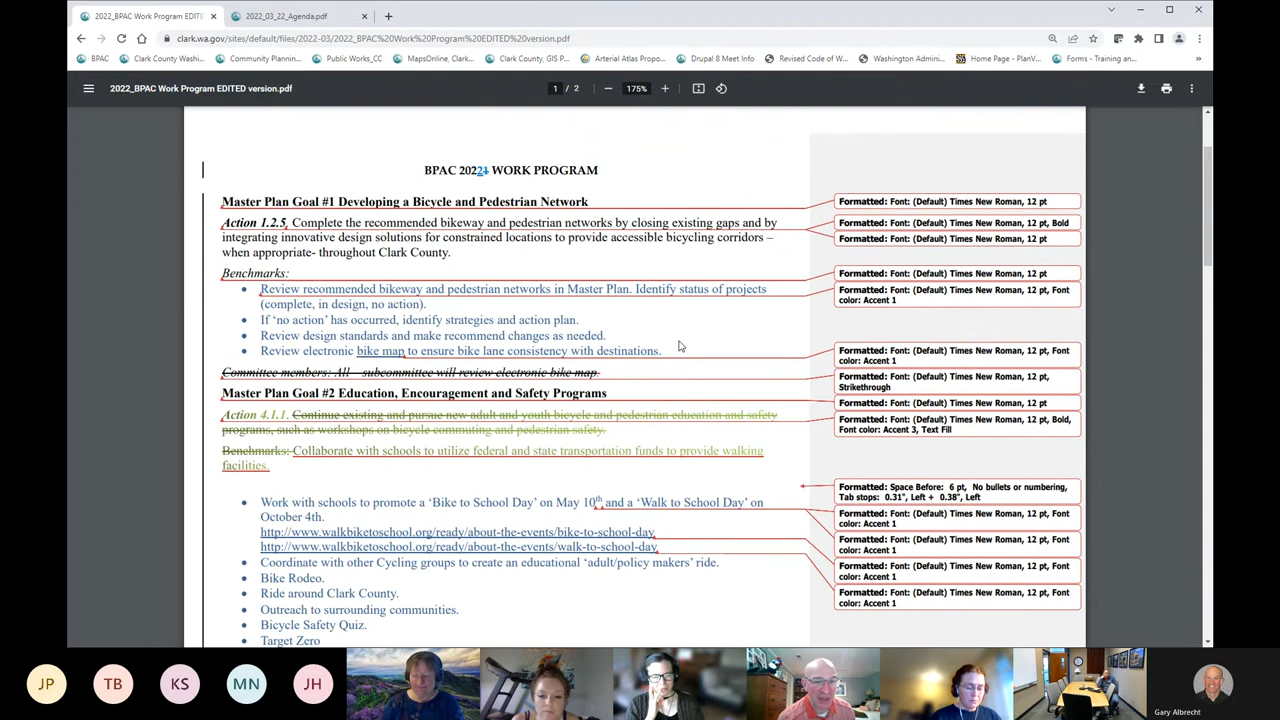 2022_BPAC Work Program EDITED
2022_03_22_Agenda.pdf
clark.wa.gov/sites/default/files/2022-03/2022_BPAC%20Work%20Program%20EDITED%20version.pdf
BPAC
Clark County Washi...
Community Plannin...
Public Works_CC
MapsOnline, Clark...
Clark County, GIS P...
Arterial Atlas Propo...
Drupal 8 Meet Info
Revised Code of W...
Washington Admini...
Home Page - PlanV...
Forms - Training an...
»
2022_BPAC Work Program EDITED version.pdf
1 / 2
175%
BPAC 20221 WORK PROGRAM
Master Plan Goal #1 Developing a Bicycle and Pedestrian Network
Action 1.2.5. Complete the recommended bikeway and pedestrian networks by closing existing gaps and by
integrating innovative design solutions for constrained locations to provide accessible bicycling corridors –
when appropriate- throughout Clark County.
Benchmarks:
• Review recommended bikeway and pedestrian networks in Master Plan. Identify status of projects
(complete, in design, no action).
• If ‘no action’ has occurred, identify strategies and action plan.
• Review design standards and make recommend changes as needed.
• Review electronic bike map to ensure bike lane consistency with destinations.
Committee members: All – subcommittee will review electronic bike map.
Master Plan Goal #2 Education, Encouragement and Safety Programs
Action 4.1.1. Continue existing and pursue new adult and youth bicycle and pedestrian education and safety
programs, such as workshops on bicycle commuting and pedestrian safety.
Benchmarks: Collaborate with schools to utilize federal and state transportation funds to provide walking
facilities.
• Work with schools to promote a ‘Bike to School Day’ on May 10th and a ‘Walk to School Day’ on
October 4th.
http://www.walkbiketoschool.org/ready/about-the-events/bike-to-school-day
http://www.walkbiketoschool.org/ready/about-the-events/walk-to-school-day
• Coordinate with other Cycling groups to create an educational ‘adult/policy makers’ ride.
• Bike Rodeo.
• Ride around Clark County.
• Outreach to surrounding communities.
• Bicycle Safety Quiz.
• Target Zero
Formatted: Font: (Default) Times New Roman, 12 pt
Formatted: Font: (Default) Times New Roman, 12 pt, Bold
Formatted: Font: (Default) Times New Roman, 12 pt
Formatted: Font: (Default) Times New Roman, 12 pt
Formatted: Font: (Default) Times New Roman, 12 pt, Font
color: Accent 1
Formatted: Font: (Default) Times New Roman, 12 pt, Font
color: Accent 1
Formatted: Font: (Default) Times New Roman, 12 pt,
Strikethrough
Formatted: Font: (Default) Times New Roman, 12 pt
Formatted: Font: (Default) Times New Roman, 12 pt, Bold,
Font color: Accent 3, Text Fill
Formatted: Space Before: 6 pt, No bullets or numbering,
Tab stops: 0.31", Left + 0.38", Left
Formatted: Font: (Default) Times New Roman, 12 pt, Font
color: Accent 1
Formatted: Font: (Default) Times New Roman, 12 pt, Font
color: Accent 1
Formatted: Font: (Default) Times New Roman, 12 pt, Font
color: Accent 1
Formatted: Font: (Default) Times New Roman, 12 pt, Font
color: Accent 1
JP
TB
KS
MN
JH
Gary Albrecht